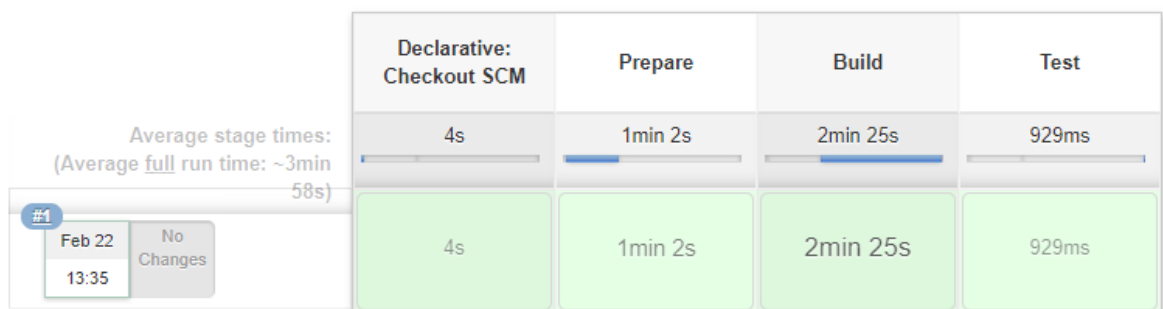 Declarative:
Checkout SCM
Prepare
Build
Test
Average stage times:
(Average full run time: ~3min
58s)
4s
1min 2s
2min 25s
929ms
#1
Feb 22
13:35
No
Changes
4s
1min 2s
2min 25s
929ms